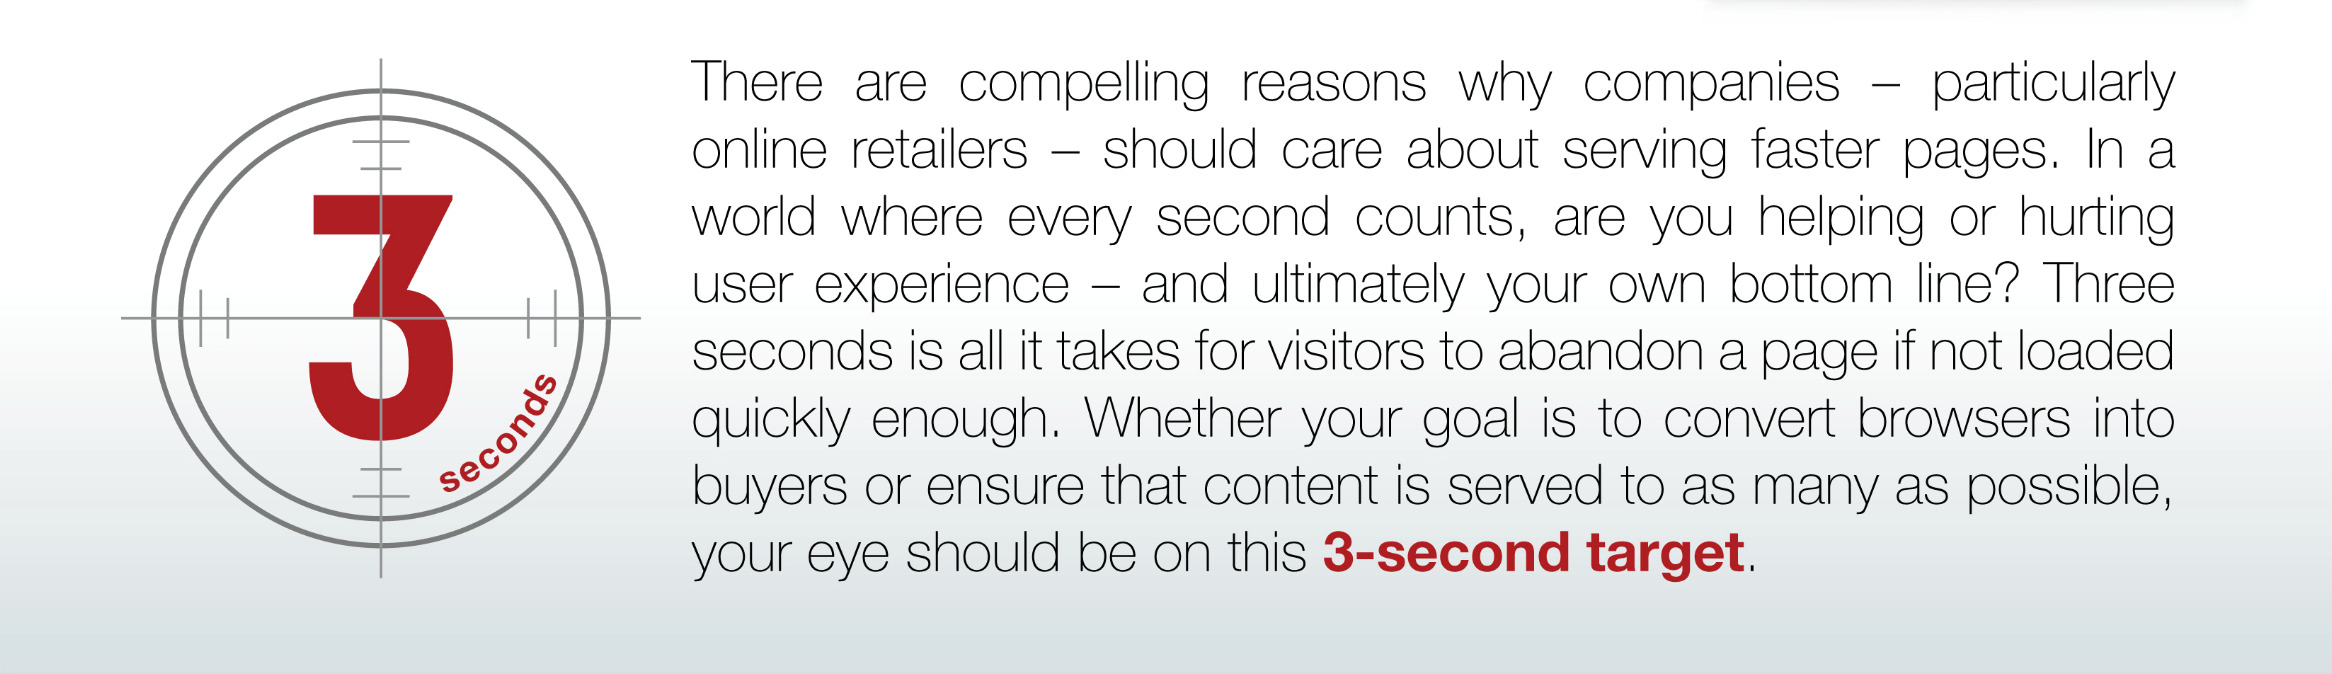 3
seconds
There are compelling reasons why companies – particularly
online retailers – should care about serving faster pages. In a
world where every second counts, are you helping or hurting
user experience – and ultimately your own bottom line? Three
seconds is all it takes for visitors to abandon a page if not loaded
quickly enough. Whether your goal is to convert browsers into
buyers or ensure that content is served to as many as possible,
your eye should be on this 3-second target.